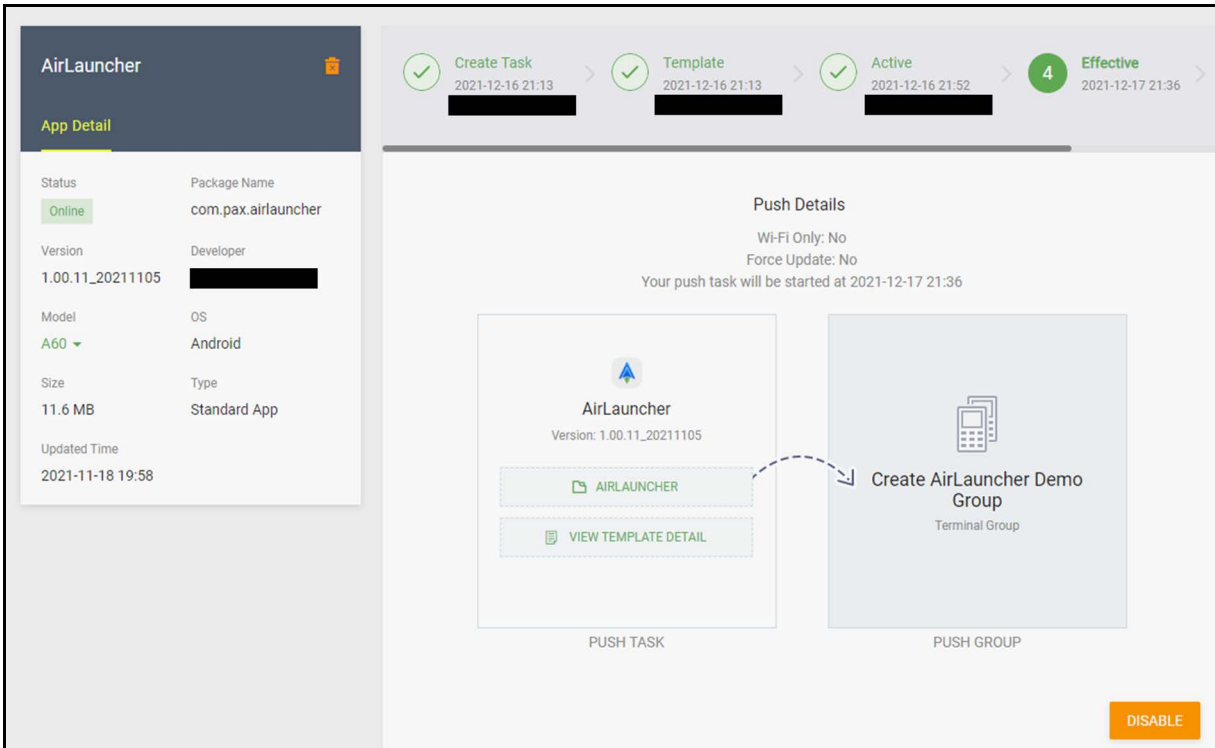 AirLauncher
App Detail
Status
Package Name
Online
com.pax.airlauncher
Version
Developer
1.00.11_20211105
Model
OS
A60
Android
Size
Type
11.6 MB
Standard App
Updated Time
2021-11-18 19:58
Create Task
2021-12-16 21:13
Template
2021-12-16 21:13
Active
2021-12-16 21:52
4
Effective
2021-12-17 21:36
Push Details
Wi-Fi Only: No
Force Update: No
Your push task will be started at 2021-12-17 21:36
AirLauncher
Version: 1.00.11_20211105
AIRLAUNCHER
VIEW TEMPLATE DETAIL
PUSH TASK
Create AirLauncher Demo
Group
Terminal Group
PUSH GROUP
DISABLE